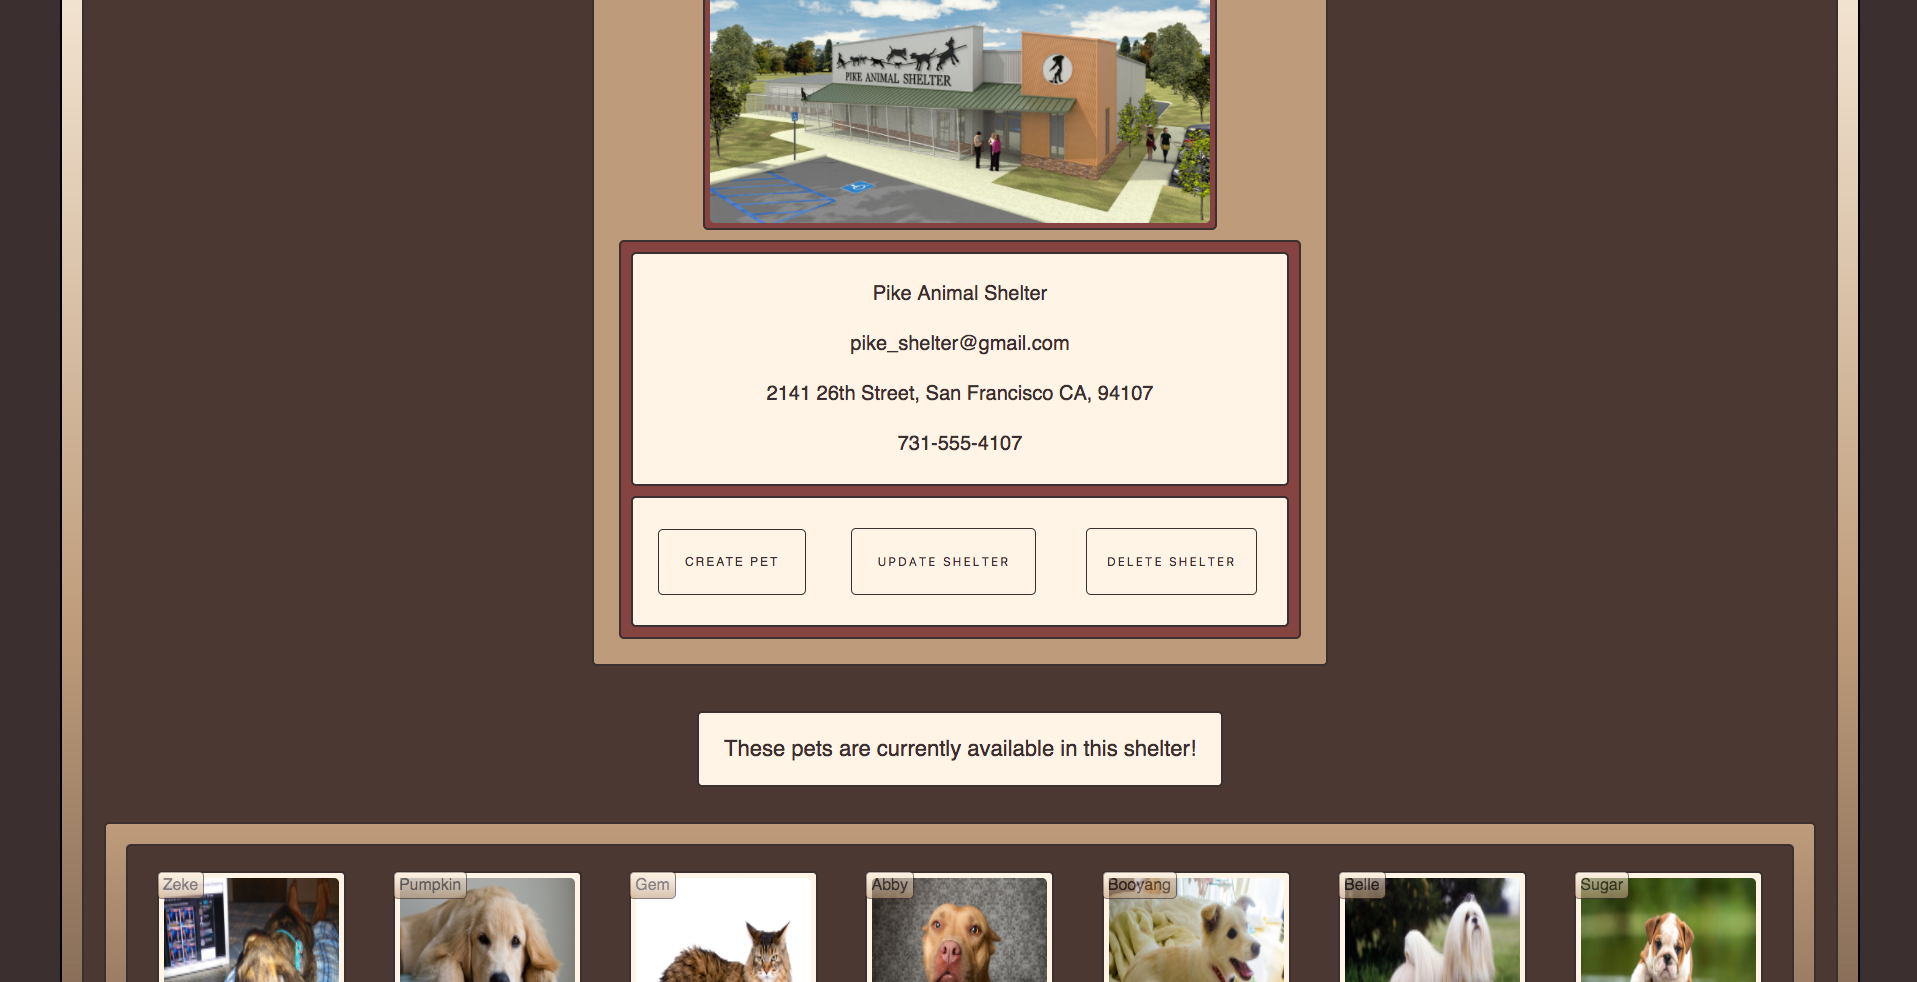 PIKE ANIMAL SHELTER
Pike Animal Shelter
pike_shelter@gmail.com
2141 26th Street, San Francisco CA, 94107
731-555-4107
CREATE PET
UPDATE SHELTER
DELETE SHELTER
These pets are currently available in this shelter!
Zeke
Pumpkin
Gem
Abby
Booyang
Belle
Sugar